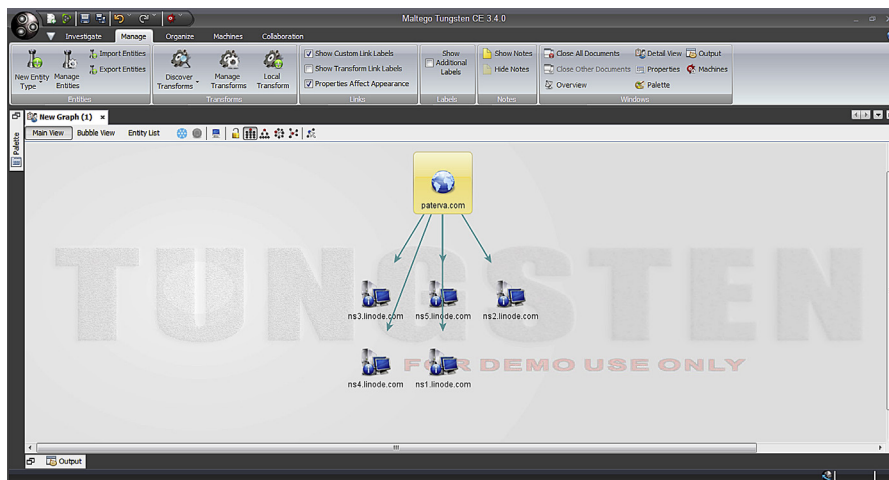 Maltego Tungsten CE 3.4.0
Investigate Manage Organize Machines Collaboration
New Entity Type
Manage Entities
Import Entities
Export Entities
Entities
Discover Transforms
Manage Transforms
Local Transform
Transforms
Show Custom Link Labels
Show Transform Link Labels
Properties Affect Appearance
Links
Show Additional Labels
Labels
Show Notes
Hide Notes
Notes
Close All Documents
Close Other Documents
Overview
Detail View
Properties
Palette
Output
Machines
Windows
New Graph (1)
Palette
Main View Bubble View Entity List
paterva.com
TUNGSTEN
ns3.linode.com ns5.linode.com ns2.linode.com
FOR DEMO USE ONLY
ns4.linode.com ns1.linode.com
Output